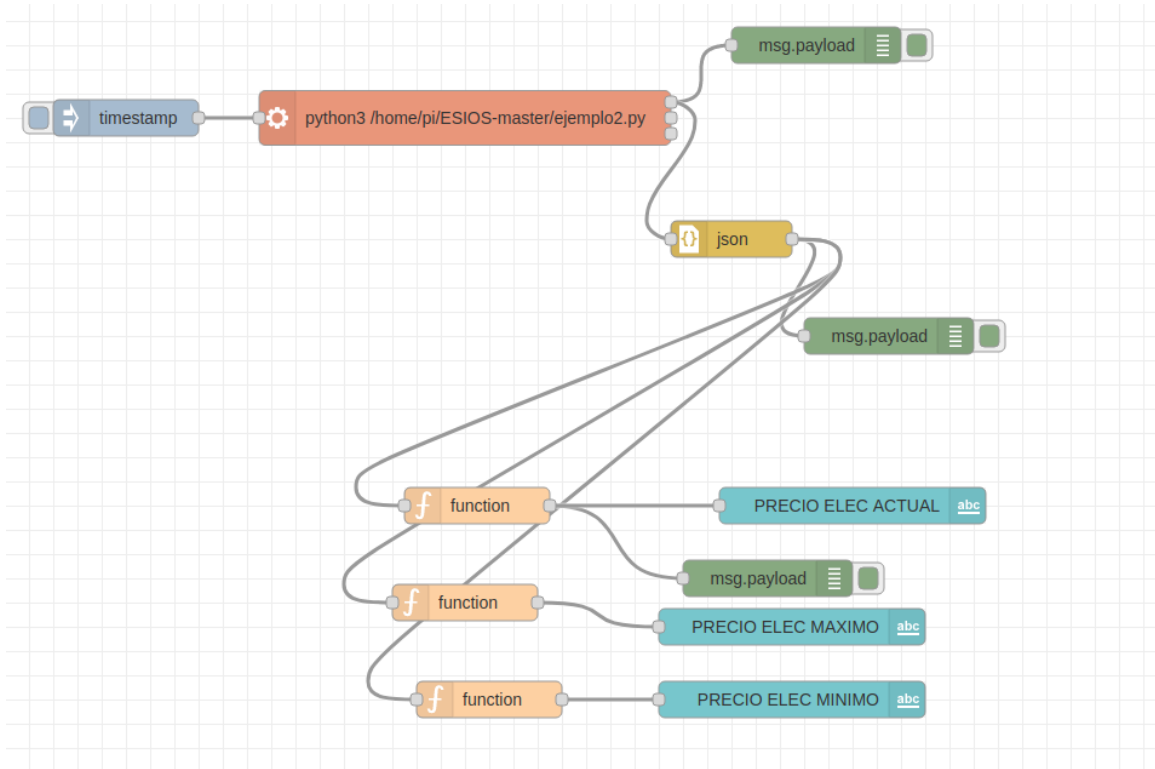 msg.payload
timestamp
python3 /home/pi/ESIOS-master/ejemplo2.py
json
msg.payload
function
PRECIO ELEC ACTUAL
abc
msg.payload
function
PRECIO ELEC MAXIMO
abc
function
PRECIO ELEC MINIMO
abc